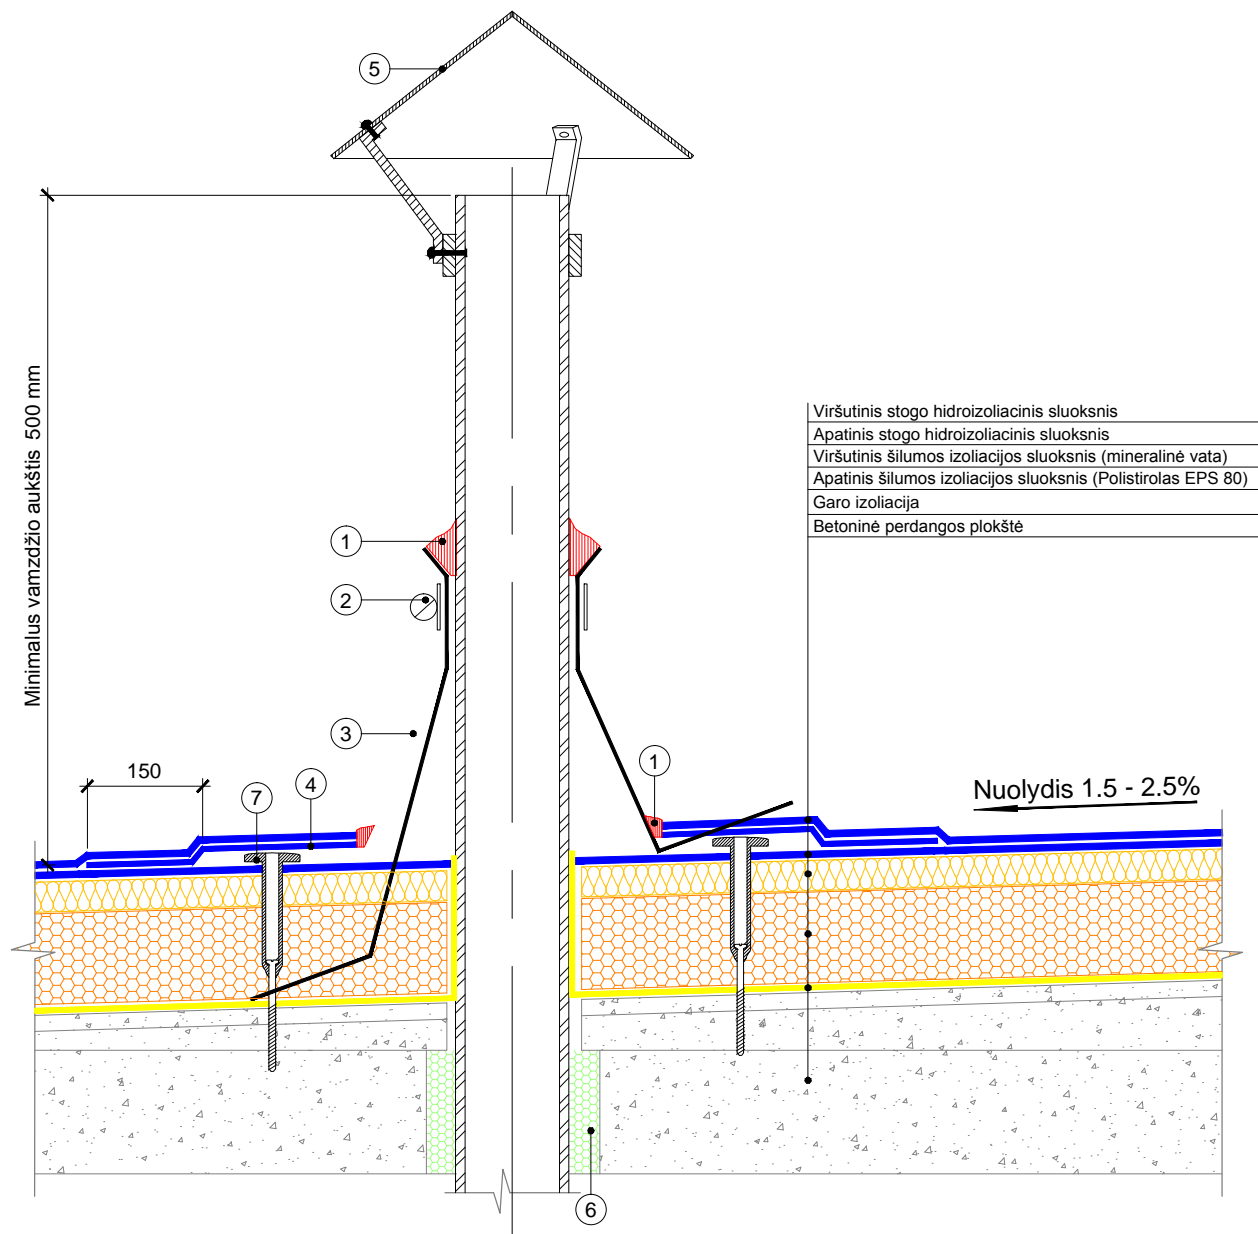 5
Minimalus vamzdžio aukštis 500 mm
Viršutinis stogo hidroizoliacinis sluoksnis
Apatinis stogo hidroizoliacinis sluoksnis
Viršutinis šilumos izoliacijos sluoksnis (mineralinė vata)
Apatinis šilumos izoliacijos sluoksnis (Polistirolas EPS 80)
Garo izoliacija
Betoninė perdangos plokštė
1
2
3
1
150
7
4
Nuolydis 1.5 - 2.5%
6